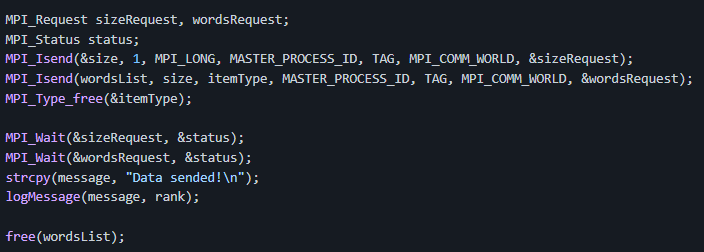 MPI_Request sizeRequest, wordsRequest;
MPI_Status status;
MPI_Isend(&size, 1, MPI_LONG, MASTER_PROCESS_ID, TAG, MPI_COMM_WORLD, &sizeRequest);
MPI_Isend(wordsList, size, itemType, MASTER_PROCESS_ID, TAG, MPI_COMM_WORLD, &wordsRequest);
MPI_Type_free(&itemType);

MPI_Wait(&sizeRequest, &status);
MPI_Wait(&wordsRequest, &status);
strcpy(message, "Data sended!\n");
logMessage(message, rank);

free(wordsList);